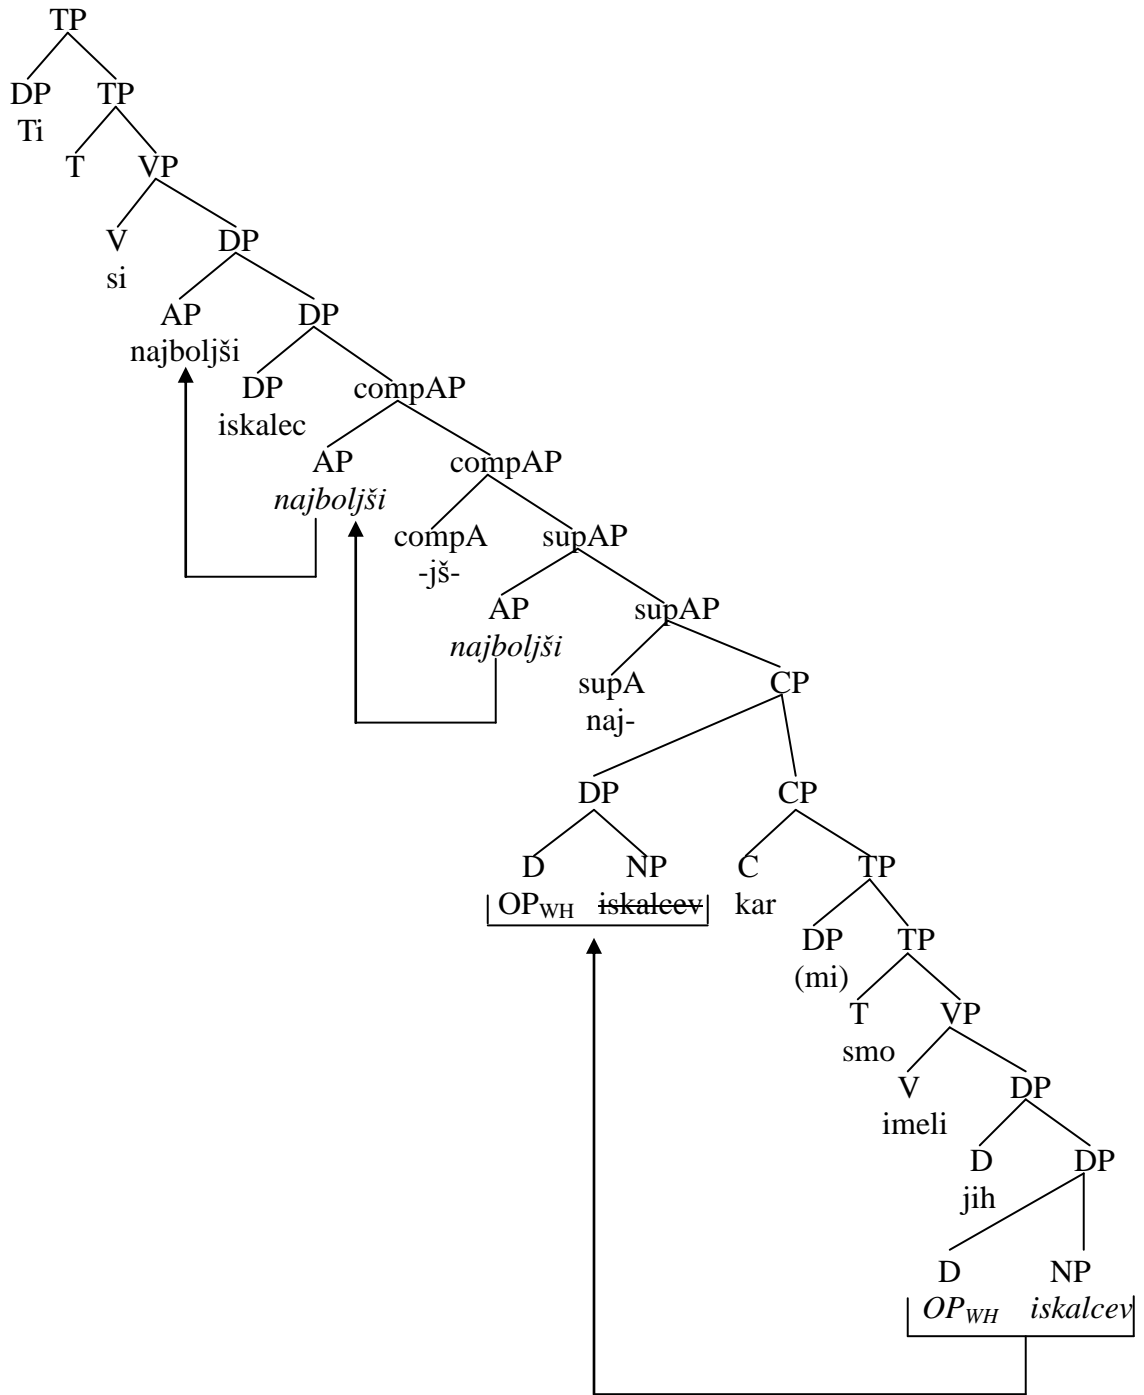 TP
DP TP
Ti
T VP
V DP
si
AP DP
najboljši
DP compAP
iskalec
AP compAP
najboljši
compA supAP
-jš-
AP supAP
najboljši
supA CP
naj-
DP CP
D NP C TP
OPWH iskalcev kar
DP TP
(mi)
T VP
smo
V DP
imeli
D DP
jih
D NP
OPWH iskalcev